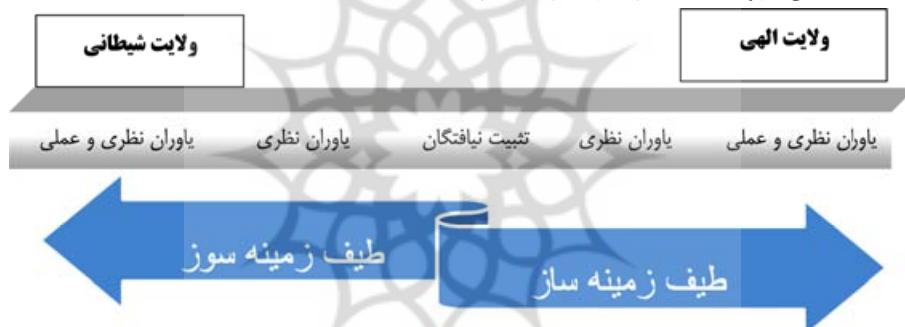 ولایت الهی
ولایت شیطانی
یاوران نظری و عملی
یاوران نظری
تثبیت نیافتگان
یاوران نظری
یاوران نظری و عملی
طیف زمینه ساز
طیف زمینه سوز